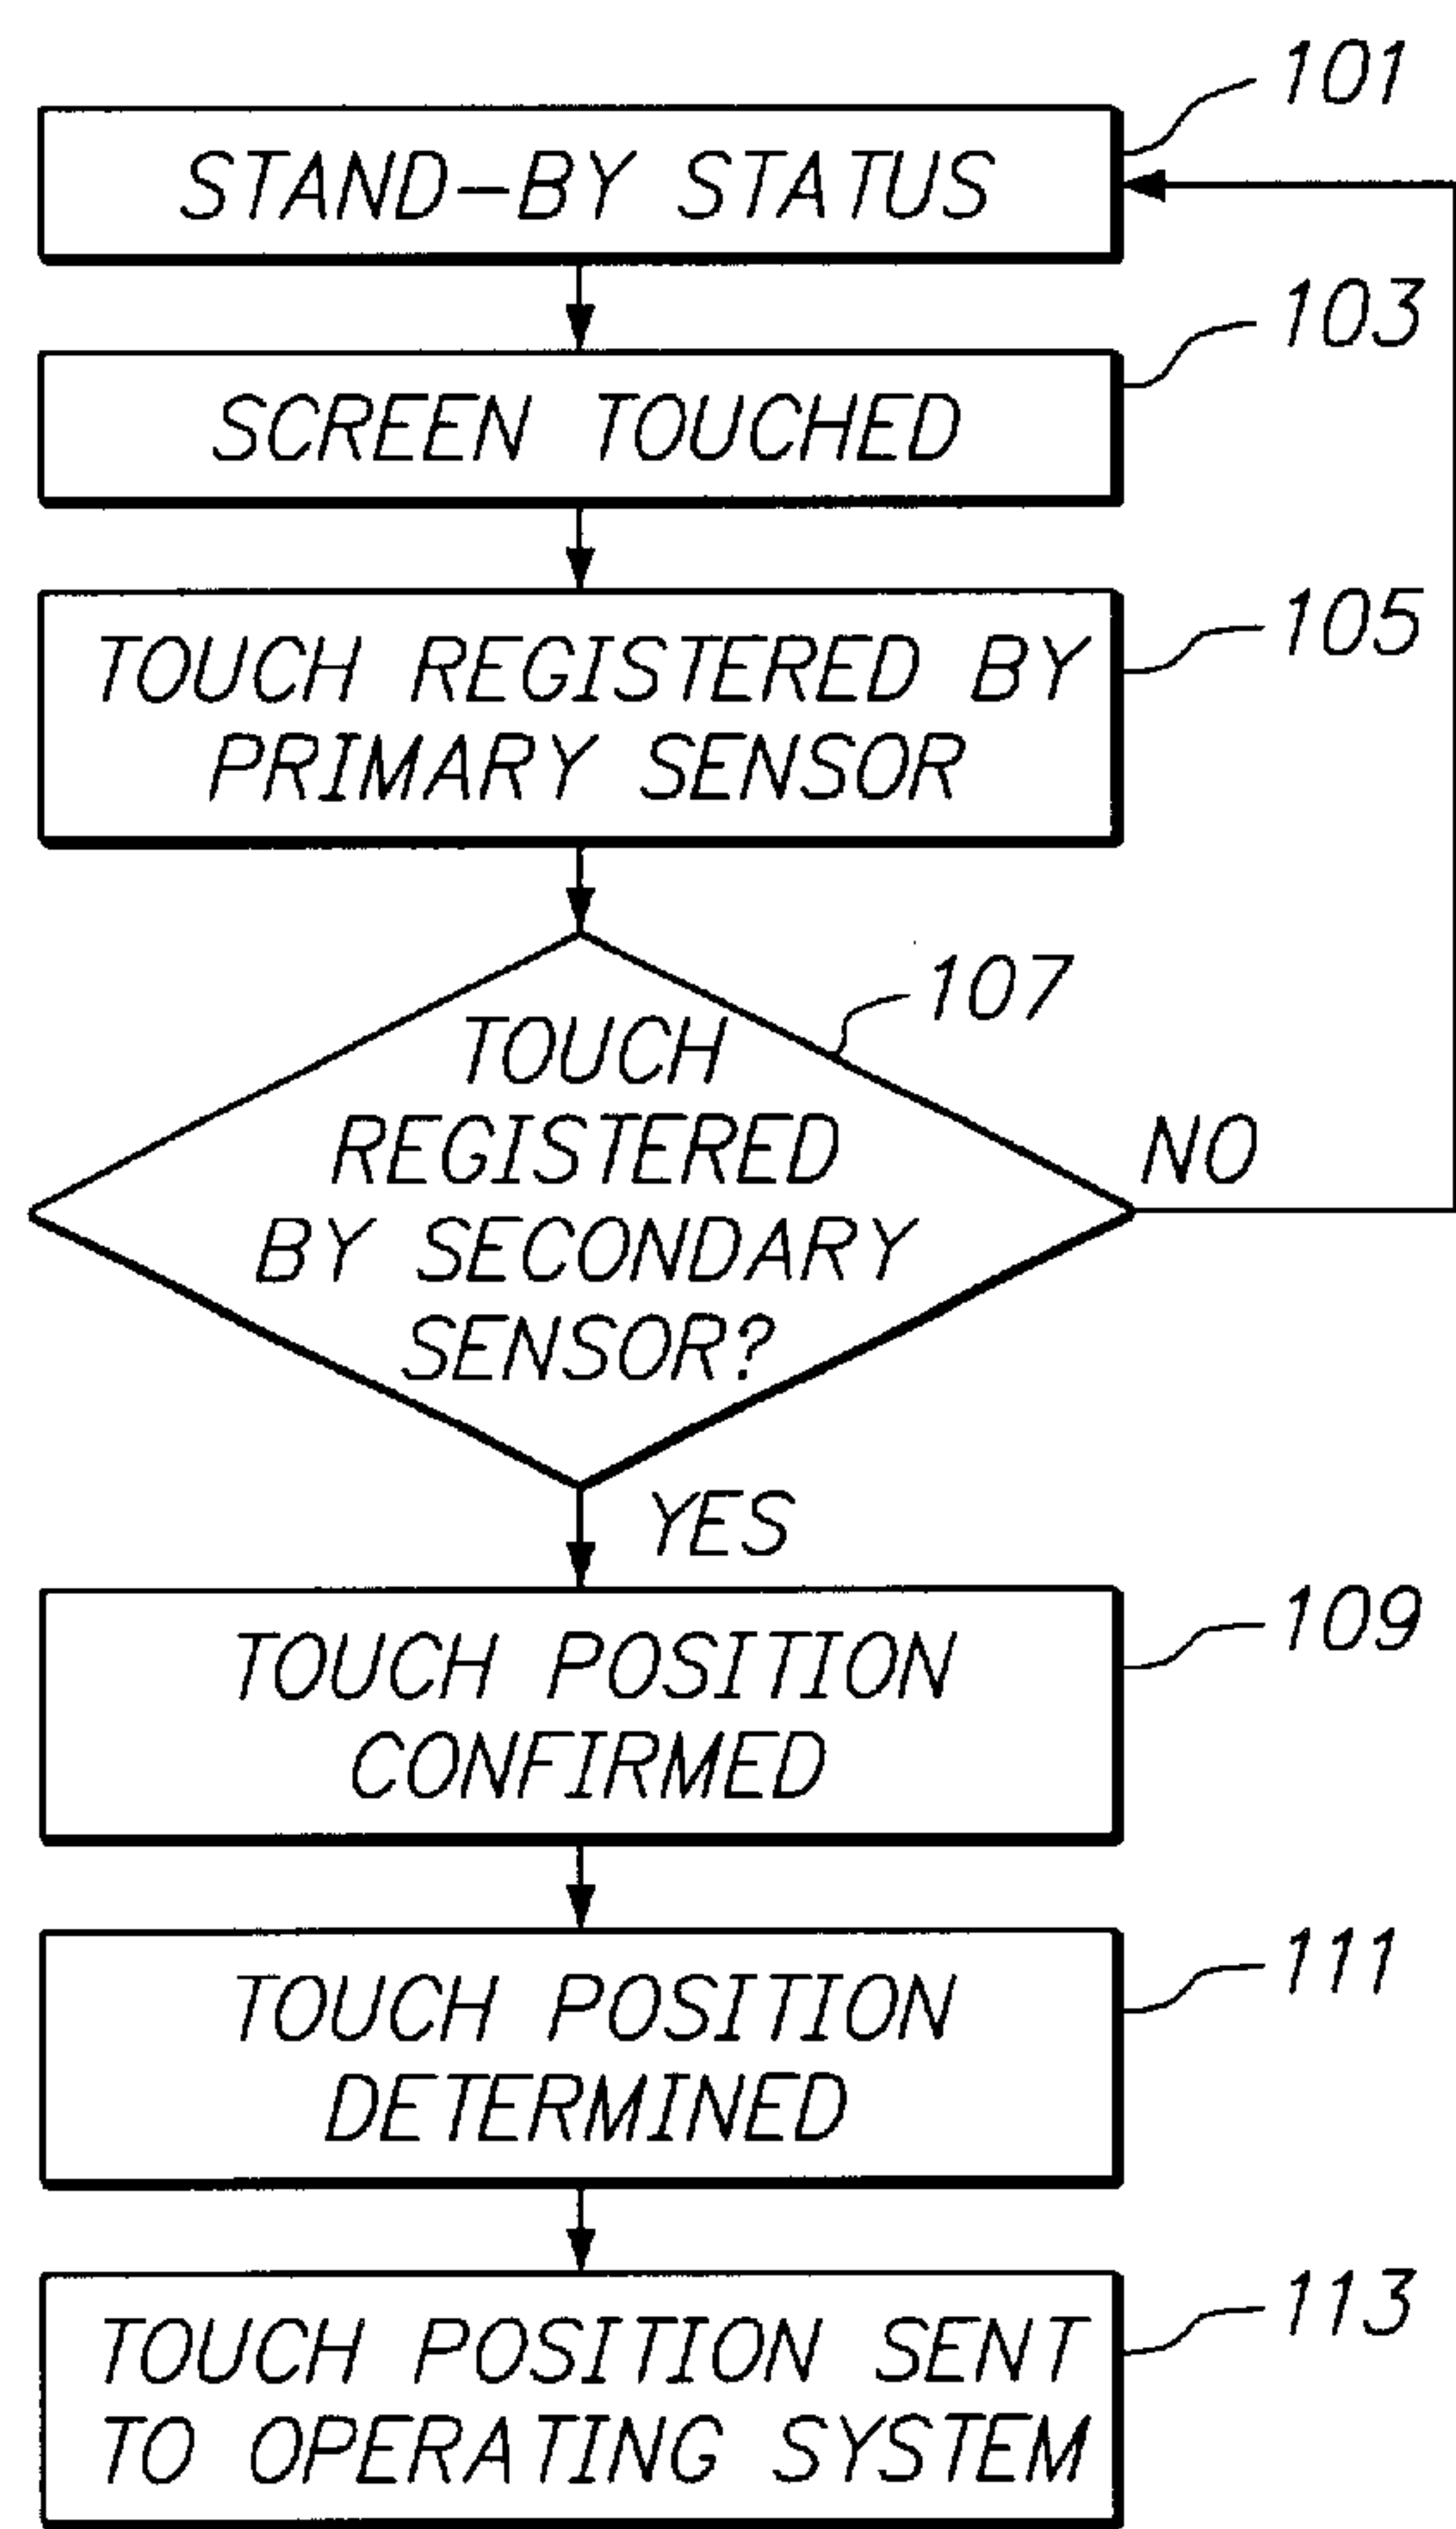 101
STAND-BY STATUS
103
SCREEN TOUCHED
105
TOUCH REGISTERED BY
PRIMARY SENSOR
107
TOUCH
REGISTERED
BY SECONDARY
SENSOR?
NO
YES
109
TOUCH POSITION
CONFIRMED
111
TOUCH POSITION
DETERMINED
113
TOUCH POSITION SENT
TO OPERATING SYSTEM